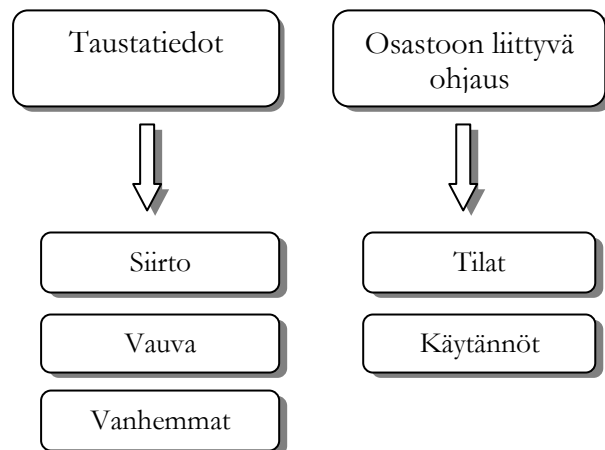 Taustatiedot
Osastoon liittyvä
ohjaus
Siirto
Vauva
Vanhemmat
Tilat
Käytännöt